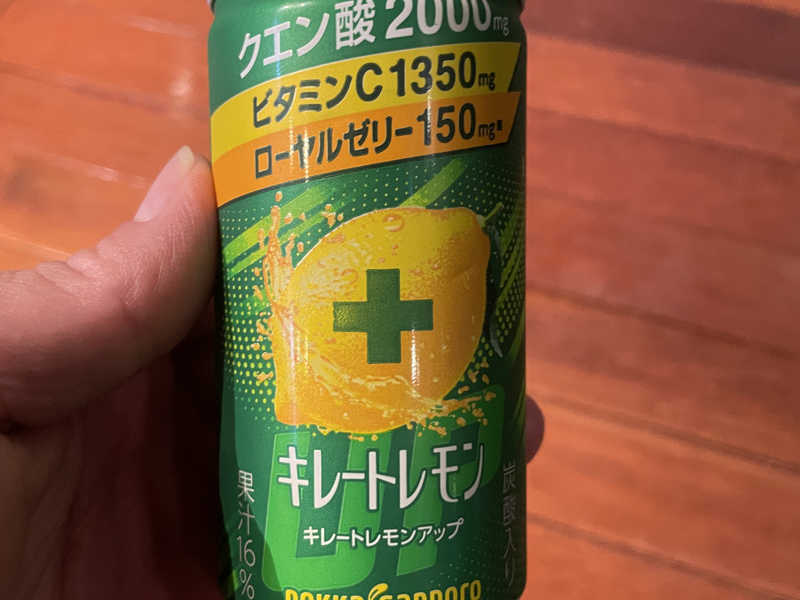 クエン酸2000mg
ビタミンC1350mg
ローヤルゼリー150mg
UP
キレートレモン
キレートレモンアップ
果汁16%
炭酸入り
POKKA SAPPORO